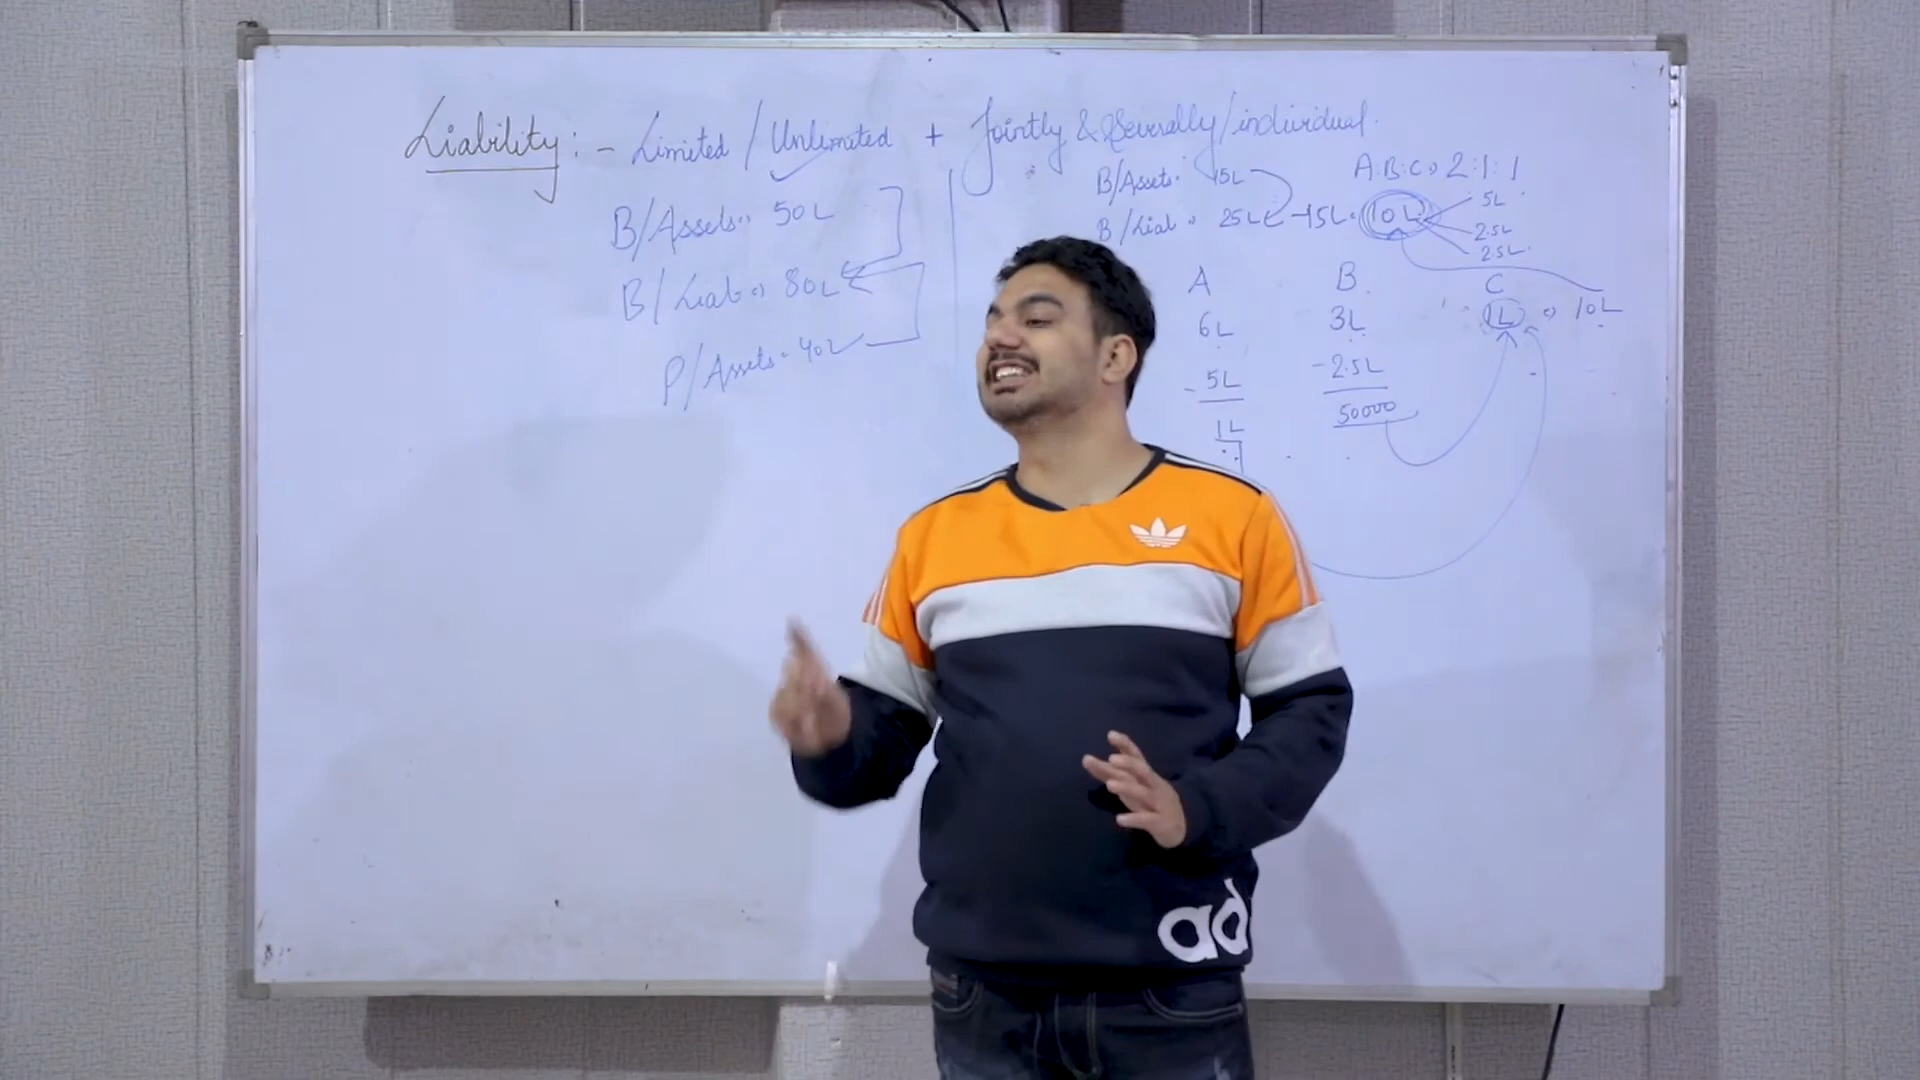 Liability :- Limited / Unlimited + Jointly & Severally/individual.
B/Assets = 50L
B/Liab = 80L
P/Assets = 40L
B/Assets = 15L
A:B:C = 2:1:1
B/Liab = 25L - 15L = 10L
5L
2.5L
2.5L
A B C
6L 3L 1L = 10L
- 5L - 2.5L
1L 50000
ad